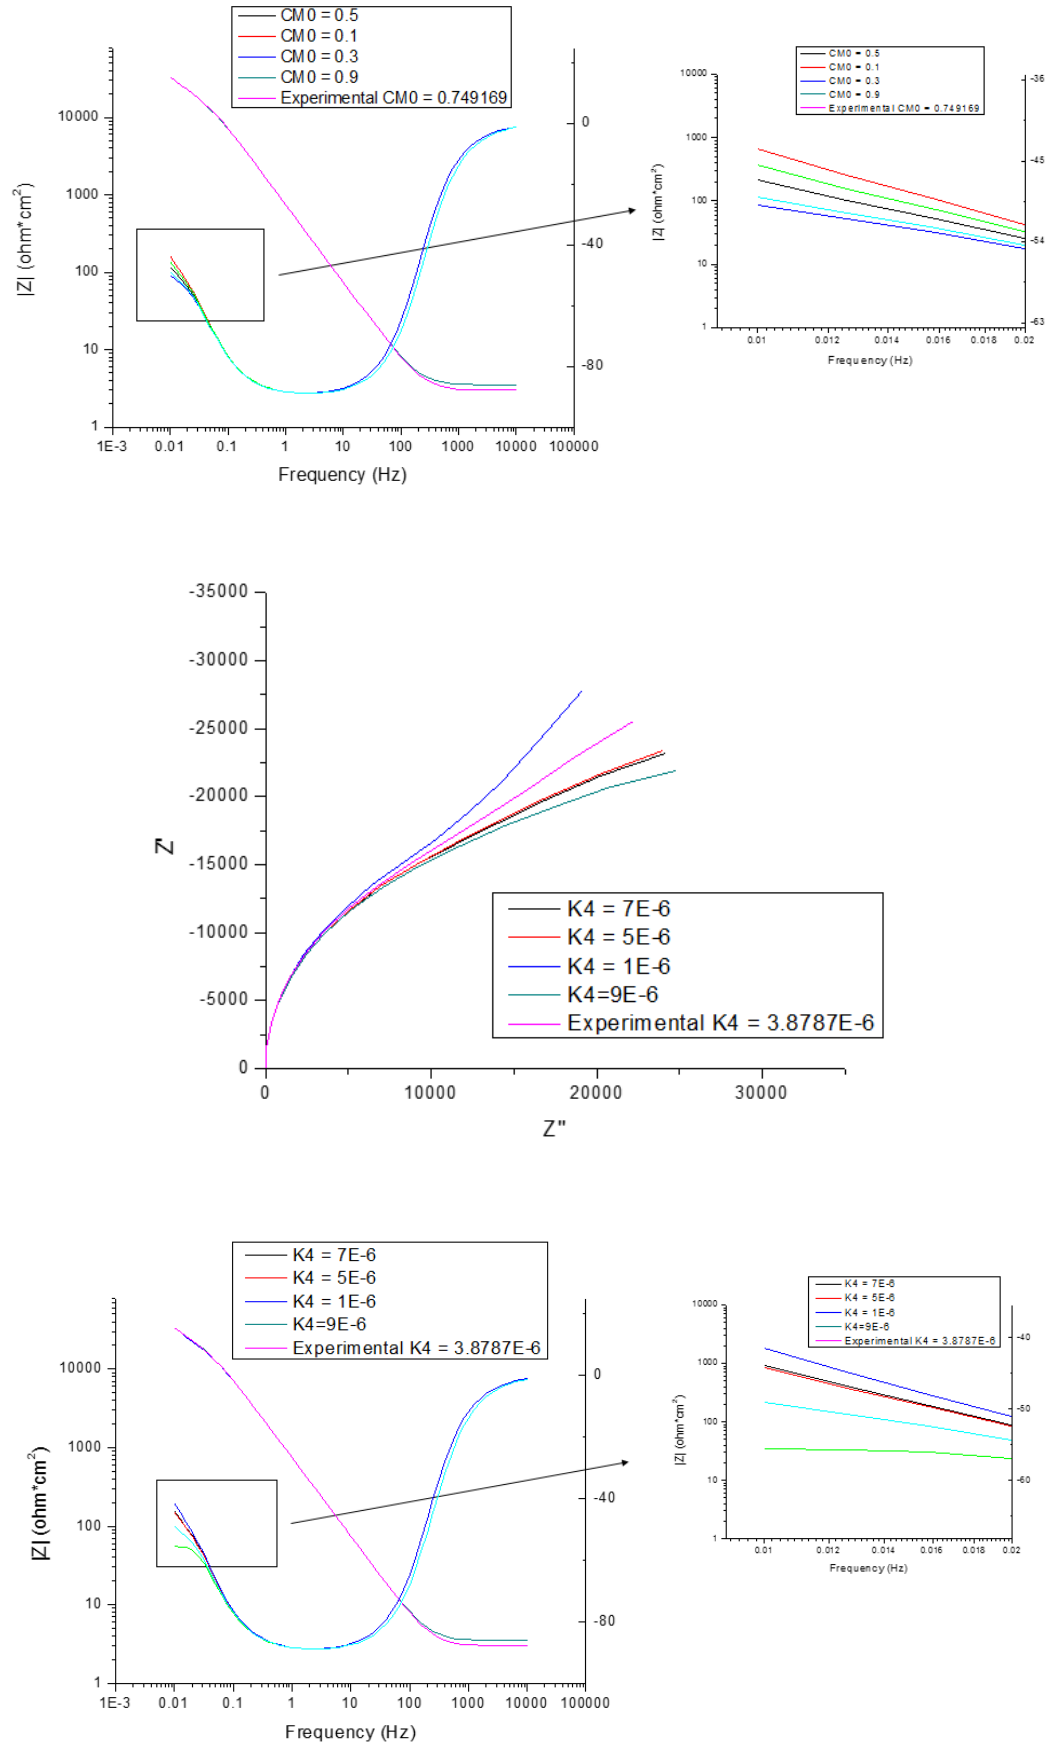 CM0 = 0.5
CM0 = 0.1
CM0 = 0.3
CM0 = 0.9
Experimental CM0 = 0.749169
10000
1000
100
10
1
|Z| (ohm*cm²)
0
-40
-80
1E-3 0.01 0.1 1 10 100 1000 10000 100000
Frequency (Hz)
CM0 = 0.5
CM0 = 0.1
CM0 = 0.3
CM0 = 0.9
Experimental CM0 = 0.749169
10000
1000
100
10
1
|Z| (ohm*cm²)
-36
-45
-54
-63
0.01 0.012 0.014 0.016 0.018 0.02
Frequency (Hz)
-35000
-30000
-25000
-20000
-15000
-10000
-5000
0
Z'
0 10000 20000 30000
Z"
K4 = 7E-6
K4 = 5E-6
K4 = 1E-6
K4=9E-6
Experimental K4 = 3.8787E-6
K4 = 7E-6
K4 = 5E-6
K4 = 1E-6
K4=9E-6
Experimental K4 = 3.8787E-6
10000
1000
100
10
1
|Z| (ohm*cm²)
0
-40
-80
1E-3 0.01 0.1 1 10 100 1000 10000 100000
Frequency (Hz)
K4 = 7E-6
K4 = 5E-6
K4 = 1E-6
K4=9E-6
Experimental K4 = 3.8787E-6
10000
1000
100
10
1
|Z| (ohm*cm²)
-40
-50
-60
0.01 0.012 0.014 0.016 0.018 0.02
Frequency (Hz)